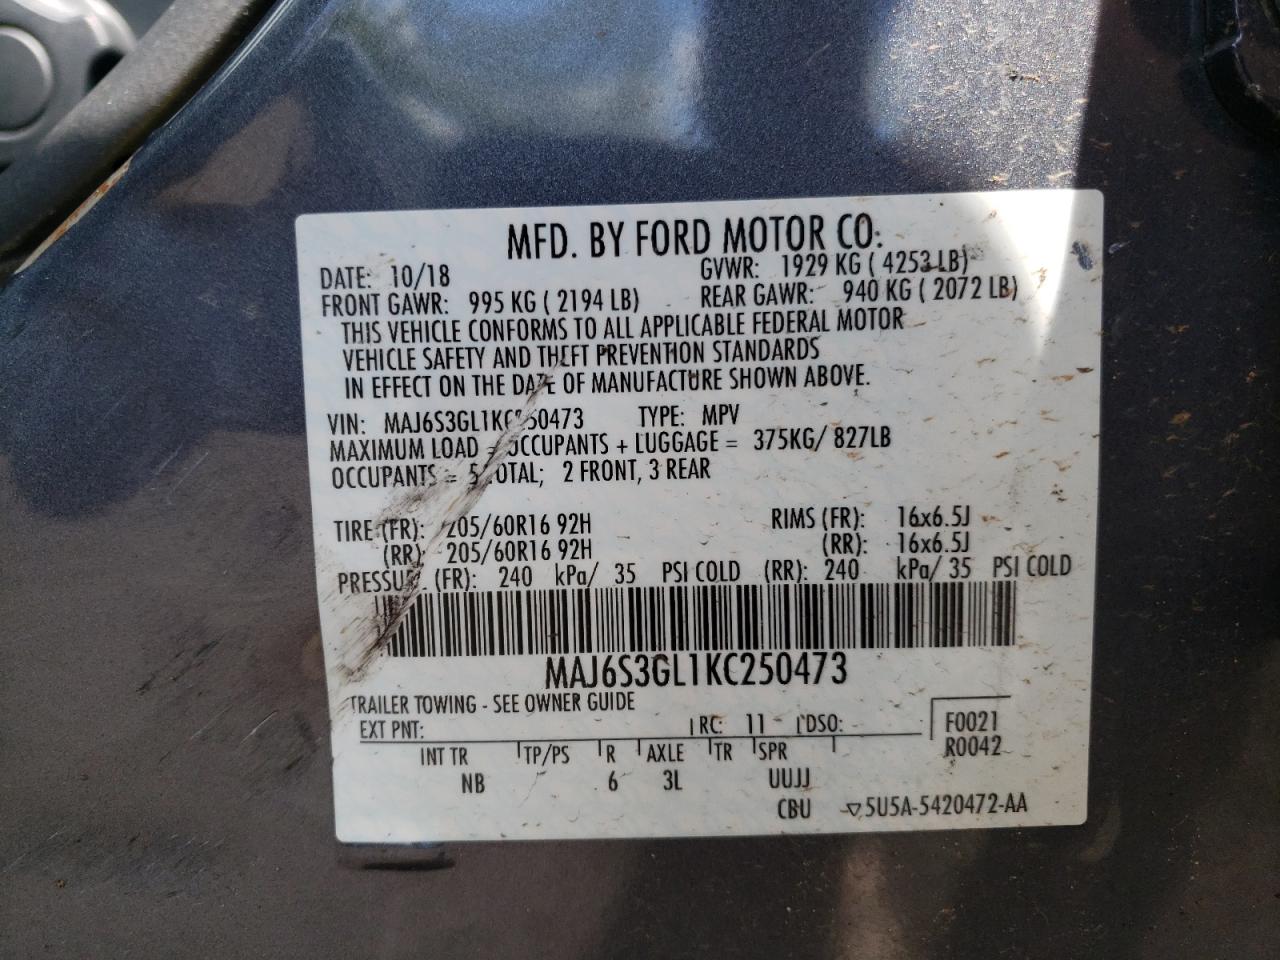 MFD. BY FORD MOTOR CO.
DATE: 10/18 GVWR: 1929 KG ( 4253 LB)
FRONT GAWR: 995 KG ( 2194 LB) REAR GAWR: 940 KG ( 2072 LB)
THIS VEHICLE CONFORMS TO ALL APPLICABLE FEDERAL MOTOR
VEHICLE SAFETY AND THEFT PREVENTION STANDARDS
IN EFFECT ON THE DATE OF MANUFACTURE SHOWN ABOVE.
VIN: MAJ6S3GL1KC250473 TYPE: MPV
MAXIMUM LOAD = OCCUPANTS + LUGGAGE = 375KG/ 827LB
OCCUPANTS = 5 TOTAL; 2 FRONT, 3 REAR
TIRE (FR): 205/60R16 92H RIMS (FR): 16x6.5J
(RR): 205/60R16 92H (RR): 16x6.5J
PRESSURE (FR): 240 kPa/ 35 PSI COLD (RR): 240 kPa/ 35 PSI COLD
MAJ6S3GL1KC250473
TRAILER TOWING - SEE OWNER GUIDE
EXT PNT: RC: 11 DSO: F0021
R0042
INT TR TP/PS R AXLE TR SPR
NB 6 3L UUJJ
CBU ▽5U5A-5420472-AA